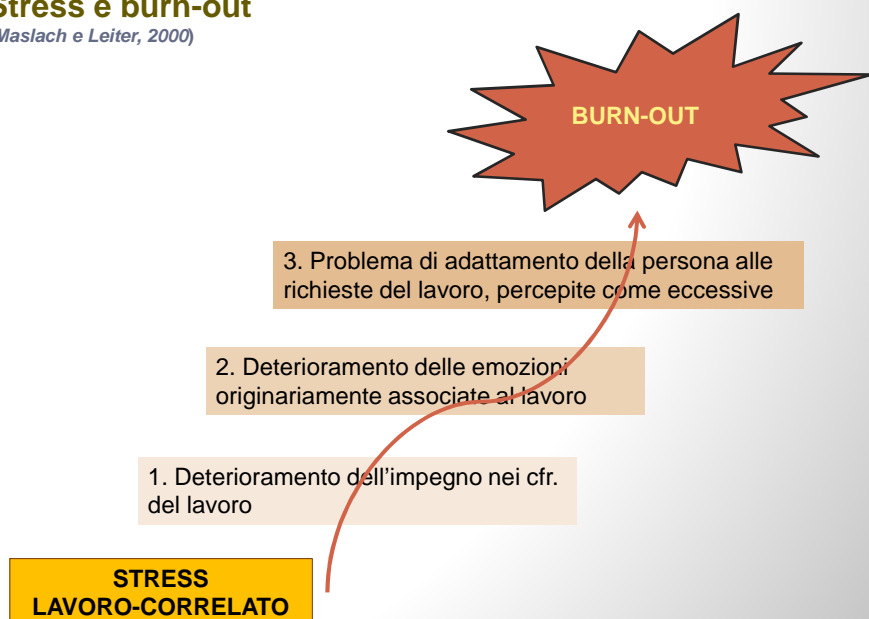 Stress e burn-out
Maslach e Leiter, 2000)
BURN-OUT
3. Problema di adattamento della persona alle
richieste del lavoro, percepite come eccessive
2. Deterioramento delle emozioni
originariamente associate al lavoro
1. Deterioramento dell’impegno nei cfr.
del lavoro
STRESS
LAVORO-CORRELATO